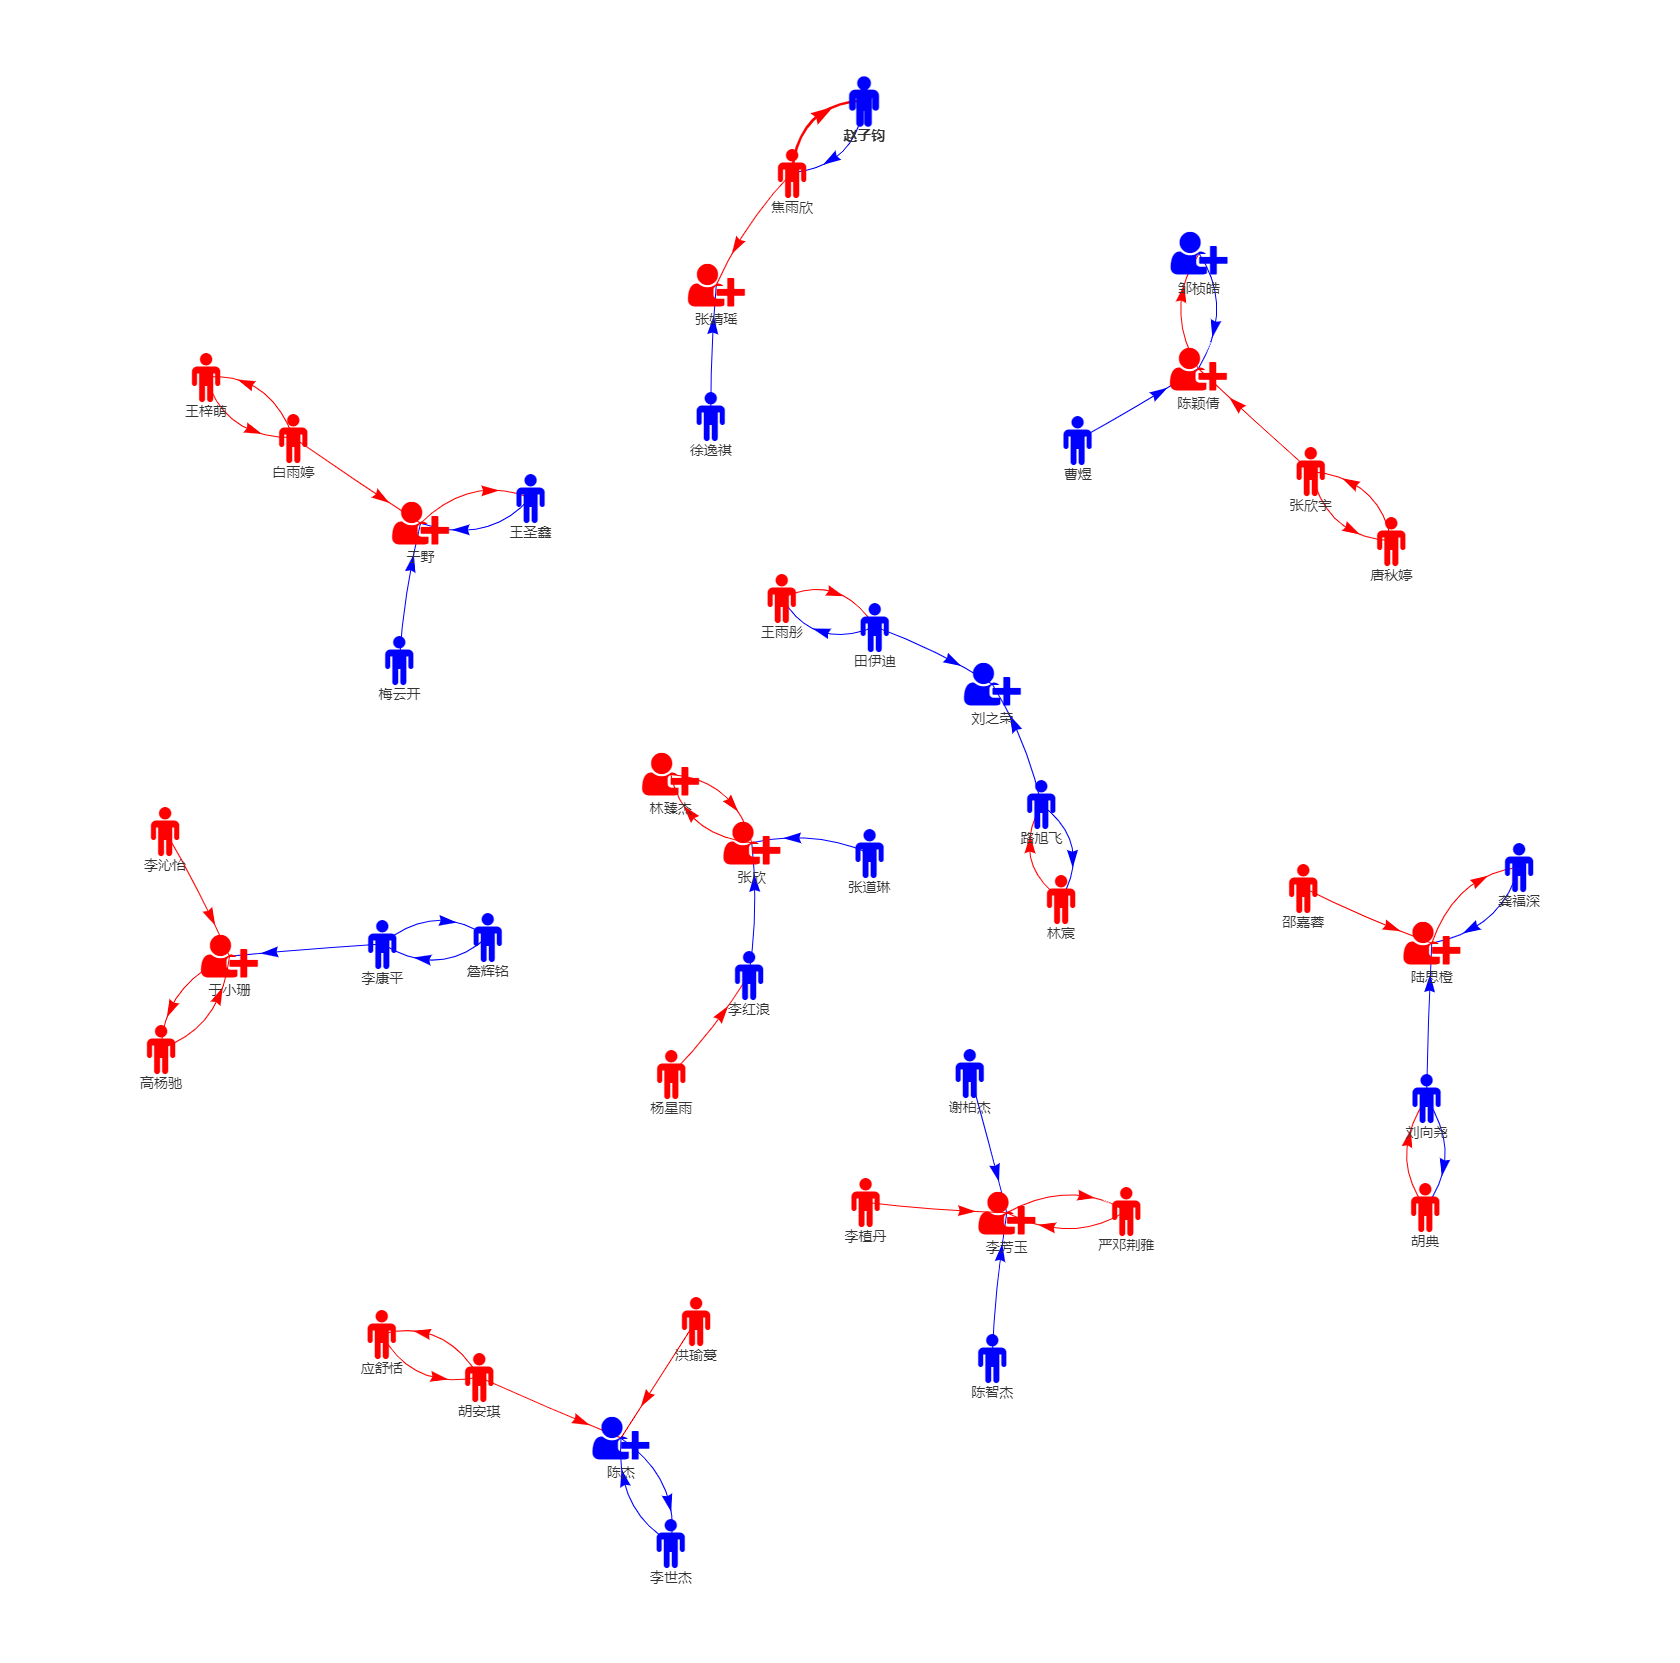 赵子钧
焦雨欣
邹桢皓
张婧瑶
陈颖倩
王梓萌
徐逸祺
白雨婷
曹煜
张欣宇
王圣鑫
于野
唐秋婷
王雨彤
田伊迪
梅云开
刘之荣
林臻杰
路旭飞
李沁怡
张欣
张道琳
龚福深
邵嘉蓉
林宸
李康平
詹辉铭
陆思橙
于小珊
李红浪
高杨驰
杨星雨
谢柏杰
刘向尧
李植丹
李芳玉
严邓荆雅
胡典
洪瑜蔓
应舒恬
陈智杰
胡安琪
陈杰
李世杰